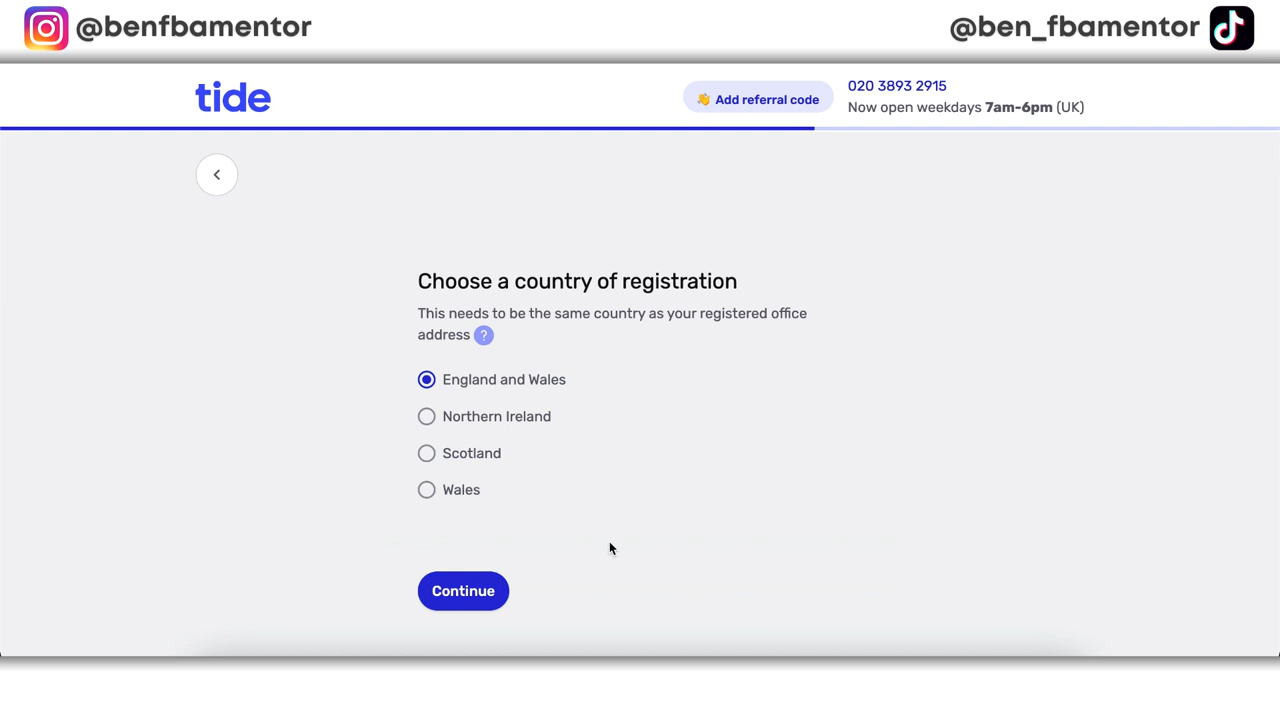 @benfbamentor
@ben_fbamentor
tide
Add referral code
020 3893 2915
Now open weekdays 7am-6pm (UK)
Choose a country of registration
This needs to be the same country as your registered office
address ?
England and Wales
Northern Ireland
Scotland
Wales
Continue